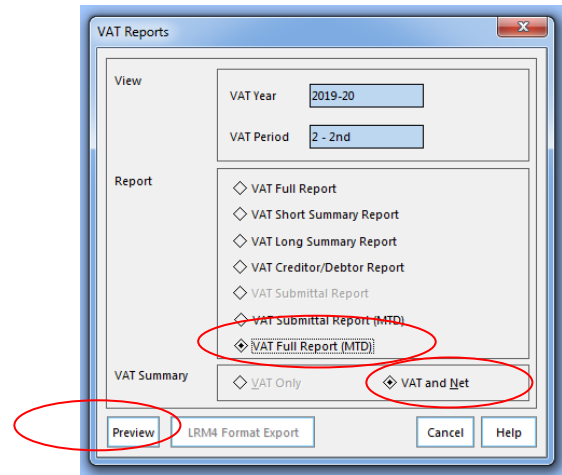 VAT Reports
View
VAT Year 2019-20
VAT Period 2 - 2nd
Report
VAT Full Report
VAT Short Summary Report
VAT Long Summary Report
VAT Creditor/Debtor Report
VAT Submittal Report
VAT Submittal Report (MTD)
VAT Full Report (MTD)
VAT Summary
VAT Only VAT and Net
Preview LRM4 Format Export Cancel Help